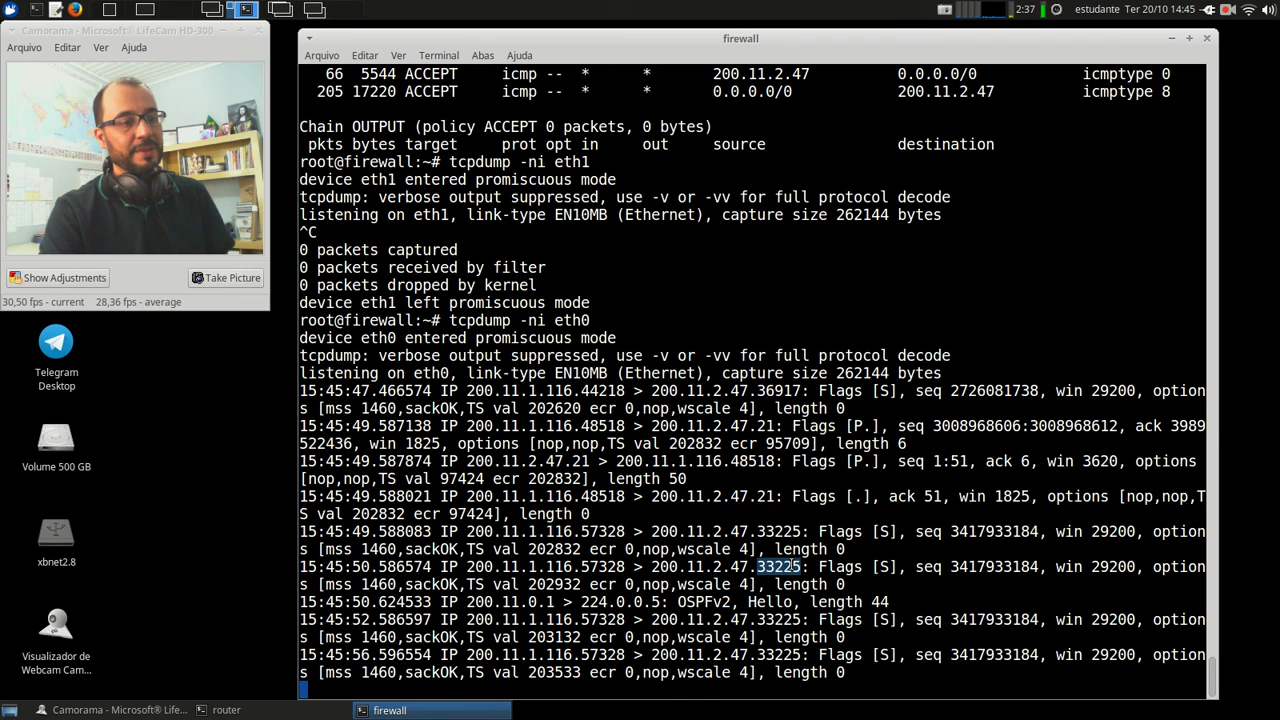 2:37
estudante
Ter 20/10 14:45
Camorama - Microsoft® LifeCam HD-300
Arquivo Editar Ver Ajuda
Show Adjustments
Take Picture
30,50 fps - current 28,36 fps - average
Telegram
Desktop
Volume 500 GB
xbnet2.8
Visualizador de
Webcam Cam...
firewall
Arquivo Editar Ver Terminal Abas Ajuda
66 5544 ACCEPT icmp -- * * 200.11.2.47 0.0.0.0/0 icmptype 0
205 17220 ACCEPT icmp -- * * 0.0.0.0/0 200.11.2.47 icmptype 8
Chain OUTPUT (policy ACCEPT 0 packets, 0 bytes)
pkts bytes target prot opt in out source destination
root@firewall:~# tcpdump -ni eth1
device eth1 entered promiscuous mode
tcpdump: verbose output suppressed, use -v or -vv for full protocol decode
listening on eth1, link-type EN10MB (Ethernet), capture size 262144 bytes
^C
0 packets captured
0 packets received by filter
0 packets dropped by kernel
device eth1 left promiscuous mode
root@firewall:~# tcpdump -ni eth0
device eth0 entered promiscuous mode
tcpdump: verbose output suppressed, use -v or -vv for full protocol decode
listening on eth0, link-type EN10MB (Ethernet), capture size 262144 bytes
15:45:47.466574 IP 200.11.1.116.44218 > 200.11.2.47.36917: Flags [S], seq 2726081738, win 29200, option
s [mss 1460,sackOK,TS val 202620 ecr 0,nop,wscale 4], length 0
15:45:49.587138 IP 200.11.1.116.48518 > 200.11.2.47.21: Flags [P.], seq 3008968606:3008968612, ack 3989
522436, win 1825, options [nop,nop,TS val 202832 ecr 95709], length 6
15:45:49.587874 IP 200.11.2.47.21 > 200.11.1.116.48518: Flags [P.], seq 1:51, ack 6, win 3620, options
[nop,nop,TS val 97424 ecr 202832], length 50
15:45:49.588021 IP 200.11.1.116.48518 > 200.11.2.47.21: Flags [.], ack 51, win 1825, options [nop,nop,T
S val 202832 ecr 97424], length 0
15:45:49.588083 IP 200.11.1.116.57328 > 200.11.2.47.33225: Flags [S], seq 3417933184, win 29200, option
s [mss 1460,sackOK,TS val 202832 ecr 0,nop,wscale 4], length 0
15:45:50.586574 IP 200.11.1.116.57328 > 200.11.2.47.33225: Flags [S], seq 3417933184, win 29200, option
s [mss 1460,sackOK,TS val 202932 ecr 0,nop,wscale 4], length 0
15:45:50.624533 IP 200.11.0.1 > 224.0.0.5: OSPFv2, Hello, length 44
15:45:52.586597 IP 200.11.1.116.57328 > 200.11.2.47.33225: Flags [S], seq 3417933184, win 29200, option
s [mss 1460,sackOK,TS val 203132 ecr 0,nop,wscale 4], length 0
15:45:56.596554 IP 200.11.1.116.57328 > 200.11.2.47.33225: Flags [S], seq 3417933184, win 29200, option
s [mss 1460,sackOK,TS val 203533 ecr 0,nop,wscale 4], length 0
Camorama - Microsoft® LifeCa...
router
firewall